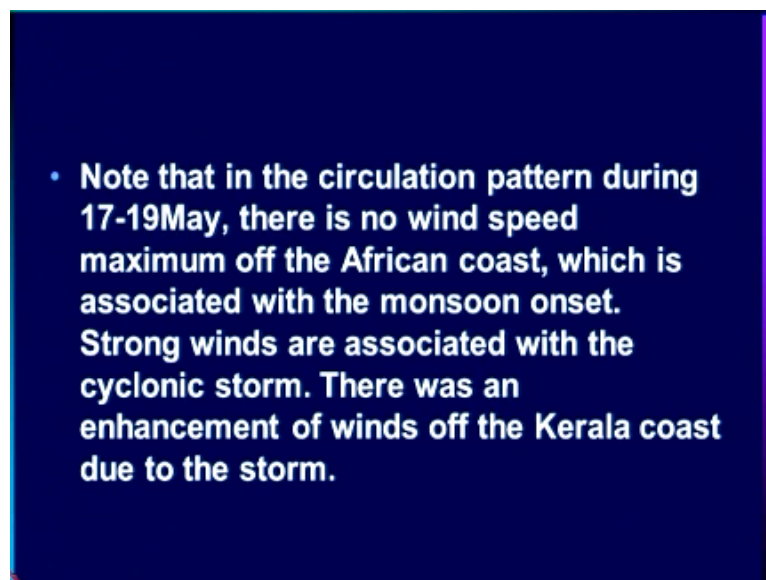 • Note that in the circulation pattern during
17-19May, there is no wind speed
maximum off the African coast, which is
associated with the monsoon onset.
Strong winds are associated with the
cyclonic storm. There was an
enhancement of winds off the Kerala coast
due to the storm.